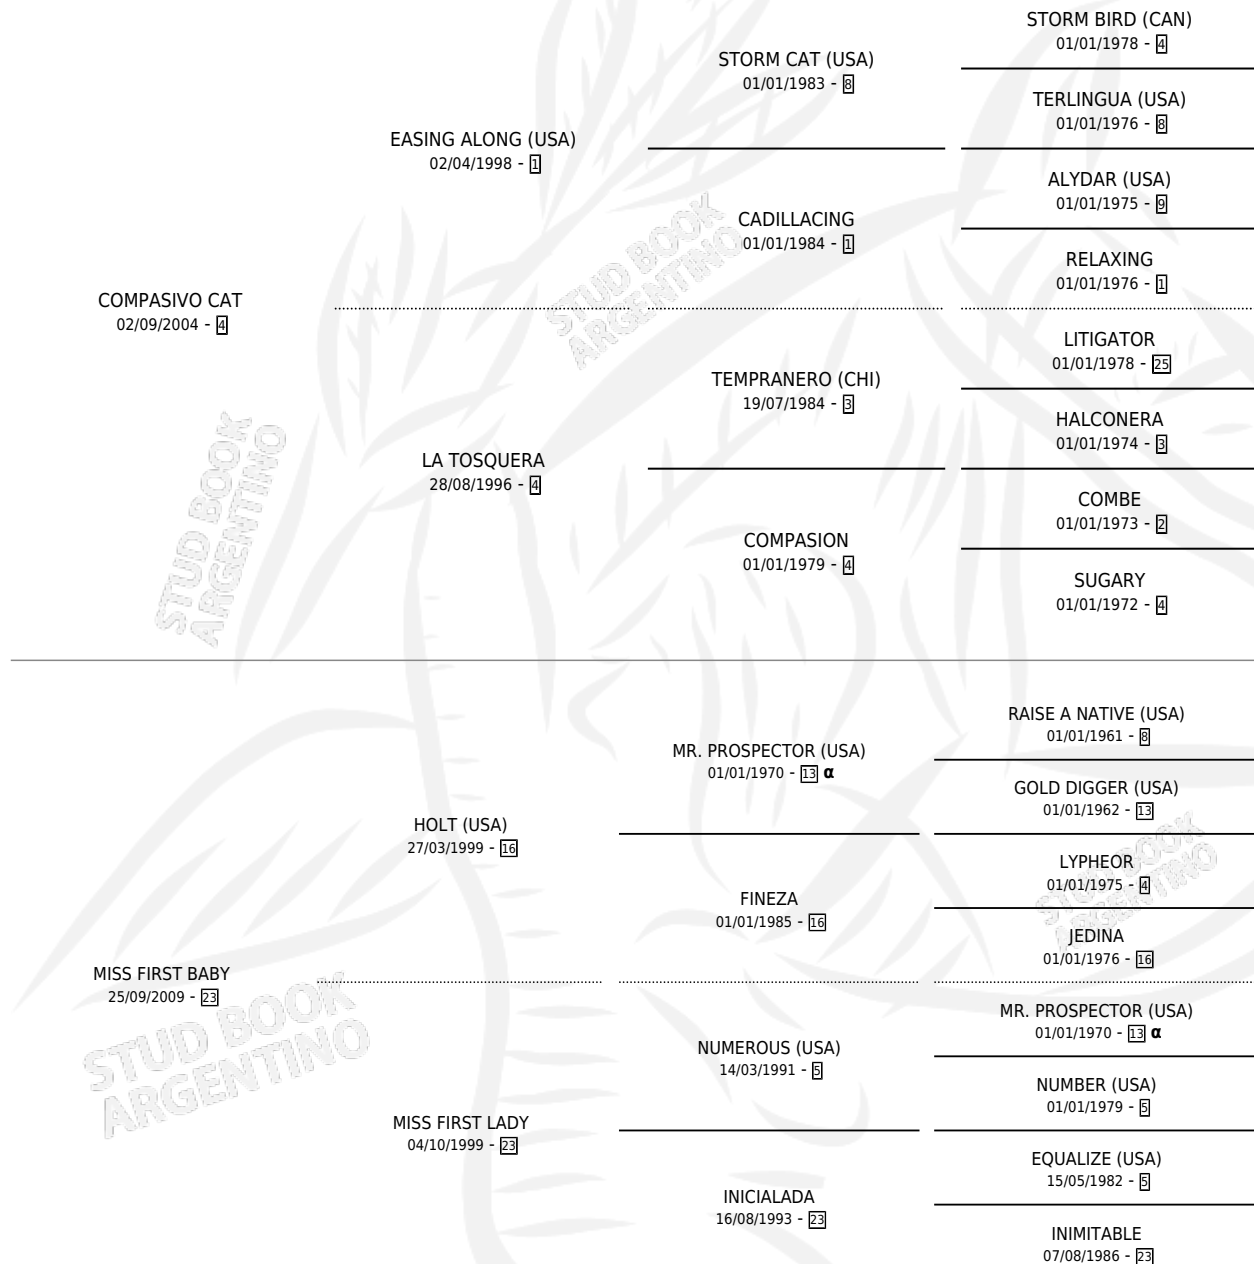 STORM BIRD (CAN)
01/01/1978 - 4
STORM CAT (USA)
01/01/1983 - 8
TERLINGUA (USA)
01/01/1976 - 8
EASING ALONG (USA)
02/04/1998 - 1
ALYDAR (USA)
01/01/1975 - 9
CADILLACING
01/01/1984 - 1
RELAXING
01/01/1976 - 1
STUD BOOK
ARGENTINO
COMPASIVO CAT
02/09/2004 - 4
LITIGATOR
01/01/1978 - 25
TEMPRANERO (CHI)
19/07/1984 - 3
HALCONERA
01/01/1974 - 3
LA TOSQUERA
28/08/1996 - 4
COMBE
01/01/1973 - 2
COMPASION
01/01/1979 - 4
SUGARY
01/01/1972 - 4
STUD BOOK
ARGENTINO
RAISE A NATIVE (USA)
01/01/1961 - 8
MR. PROSPECTOR (USA)
01/01/1970 - 13 α
GOLD DIGGER (USA)
01/01/1962 - 13
HOLT (USA)
27/03/1999 - 16
LYPHEOR
01/01/1975 - 4
FINEZA
01/01/1985 - 16
JEDINA
01/01/1976 - 16
STUD BOOK
ARGENTINO
MISS FIRST BABY
25/09/2009 - 23
MR. PROSPECTOR (USA)
01/01/1970 - 13 α
NUMEROUS (USA)
14/03/1991 - 5
NUMBER (USA)
01/01/1979 - 5
STUD BOOK
ARGENTINO
MISS FIRST LADY
04/10/1999 - 23
EQUALIZE (USA)
15/05/1982 - 5
INICIALADA
16/08/1993 - 23
INIMITABLE
07/08/1986 - 23